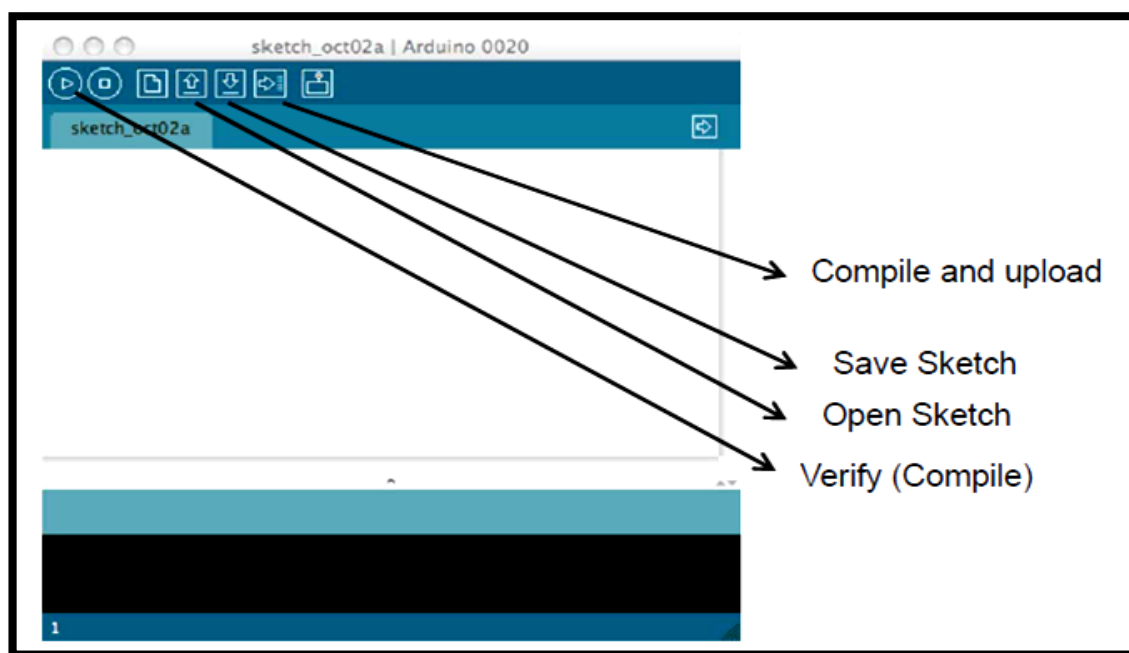 sketch_oct02a | Arduino 0020
sketch_oct02a
Compile and upload
Save Sketch
Open Sketch
Verify (Compile)
1